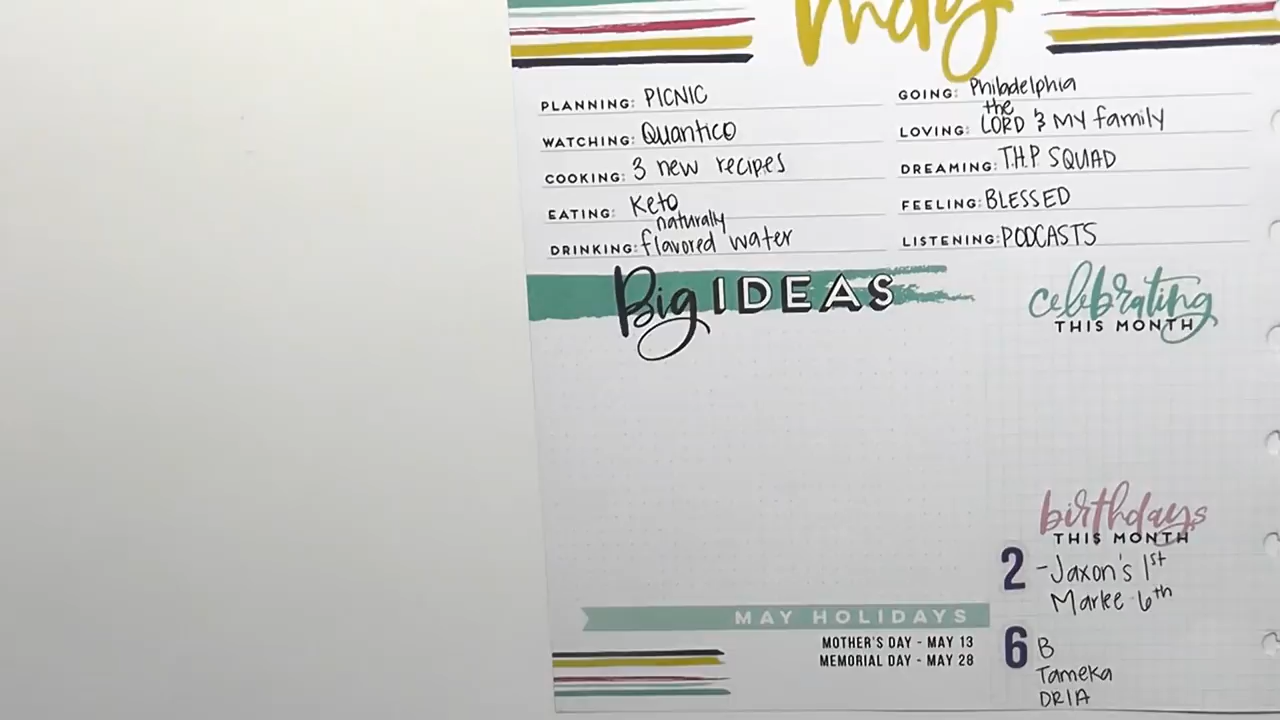 may
PLANNING: PICNIC
WATCHING: Quantico
COOKING: 3 new recipes
EATING: Keto
DRINKING: naturally flavored water
GOING: Philadelphia
LOVING: the LORD & My family
DREAMING: T.H.P. SQUAD
FEELING: BLESSED
LISTENING: PODCASTS
Big IDEAS
celebrating
THIS MONTH
birthdays
THIS MONTH
2 - Jaxon's 1st
Marlee 6th
6 B
Tameka
DRIA
MAY HOLIDAYS
MOTHER'S DAY - MAY 13
MEMORIAL DAY - MAY 28